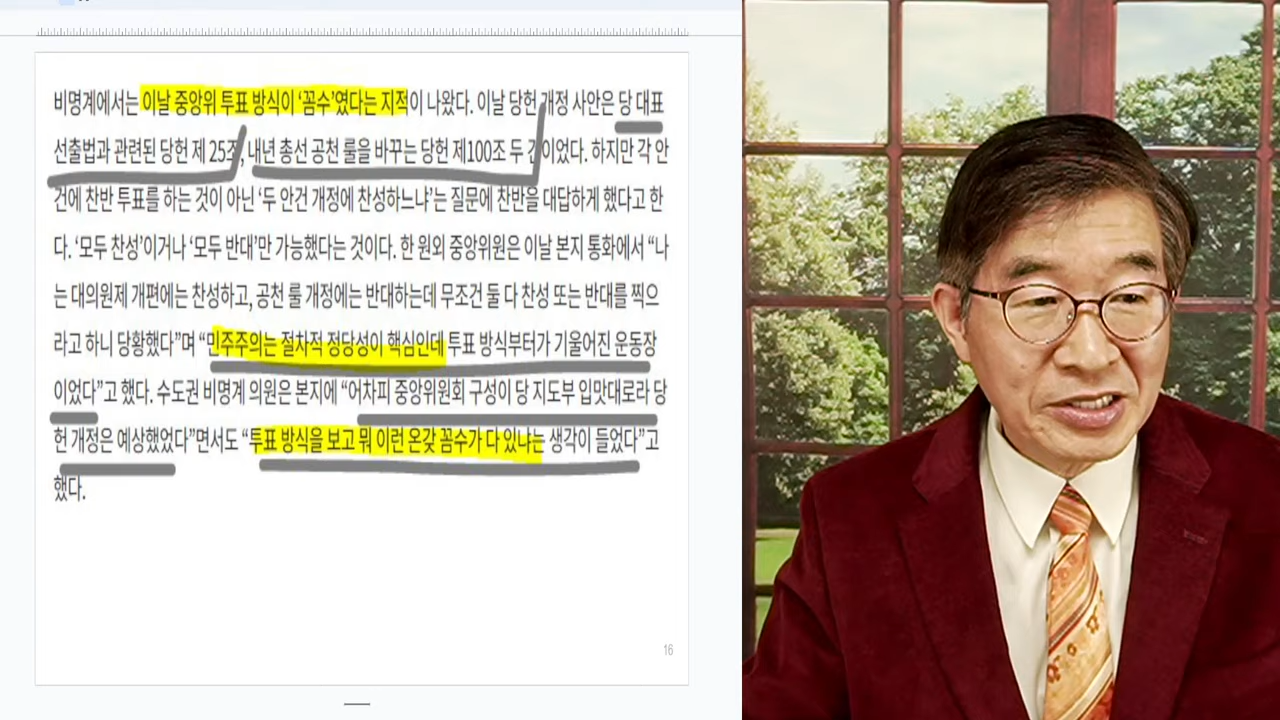 비명계에서는 이날 중앙위 투표 방식이 ‘꼼수’였다는 지적이 나왔다. 이날 당헌 개정 사안은 당 대표
선출법과 관련된 당헌 제 25조, 내년 총선 공천 룰을 바꾸는 당헌 제100조 두 건이었다. 하지만 각 안
건에 찬반 투표를 하는 것이 아닌 ‘두 안건 개정에 찬성하느냐’는 질문에 찬반을 대답하게 했다고 한
다. ‘모두 찬성’이거나 ‘모두 반대’만 가능했다는 것이다. 한 원외 중앙위원은 이날 본지 통화에서 “나
는 대의원제 개편에는 찬성하고, 공천 룰 개정에는 반대하는데 무조건 둘 다 찬성 또는 반대를 찍으
라고 하니 당황했다”며 “민주주의는 절차적 정당성이 핵심인데 투표 방식부터가 기울어진 운동장
이었다”고 했다. 수도권 비명계 의원은 본지에 “어차피 중앙위원회 구성이 당 지도부 입맛대로라 당
헌 개정은 예상했었다”면서도 “투표 방식을 보고 뭐 이런 온갖 꼼수가 다 있나는 생각이 들었다”고
했다.
16